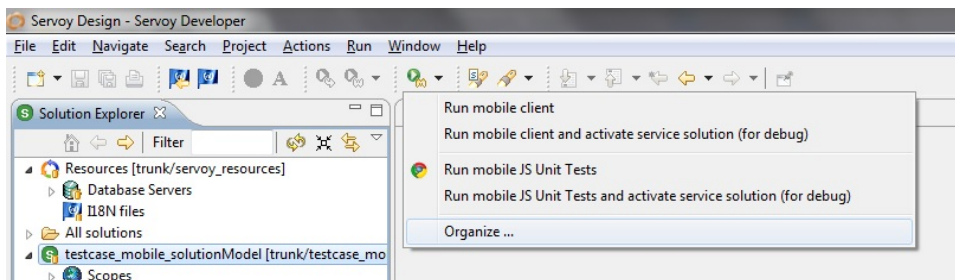 Servoy Design - Servoy Developer
File Edit Navigate Search Project Actions Run Window Help
Solution Explorer
Filter
Resources [trunk/servoy_resources]
Database Servers
I18N files
All solutions
testcase_mobile_solutionModel [trunk/testcase_mo
Scopes
Run mobile client
Run mobile client and activate service solution (for debug)
Run mobile JS Unit Tests
Run mobile JS Unit Tests and activate service solution (for debug)
Organize ...